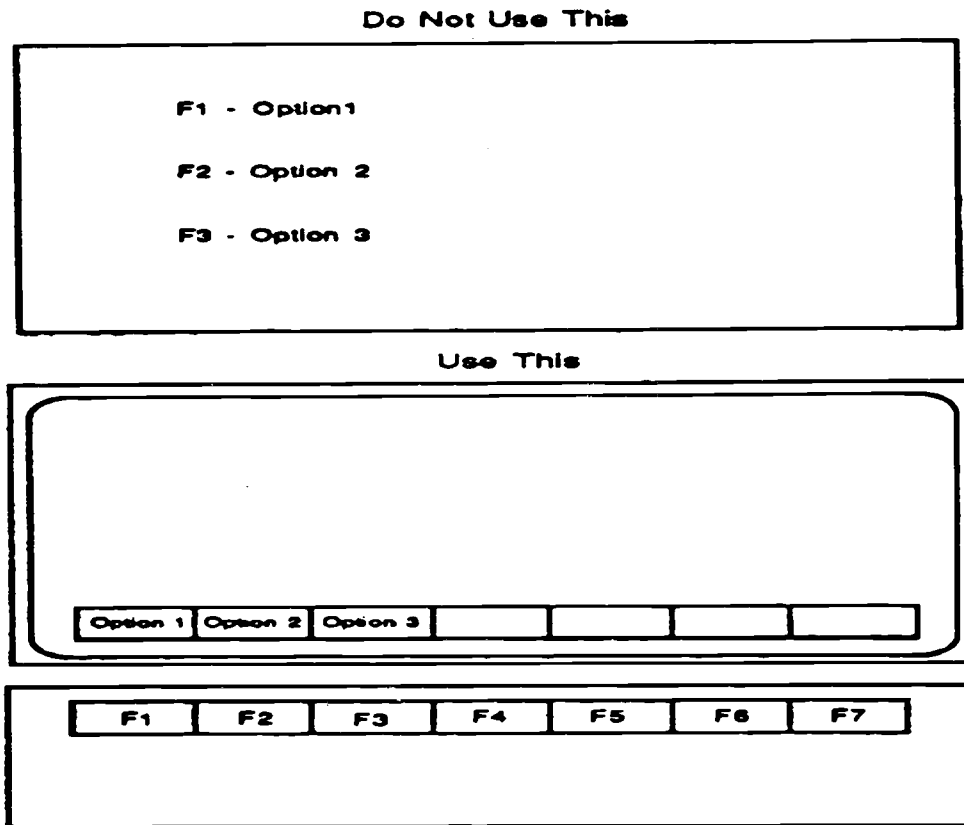 Do Not Use This
F1 - Option1
F2 - Option 2
F3 - Option 3
Use This
Option 1 Option 2 Option 3
F1 F2 F3 F4 F5 F6 F7